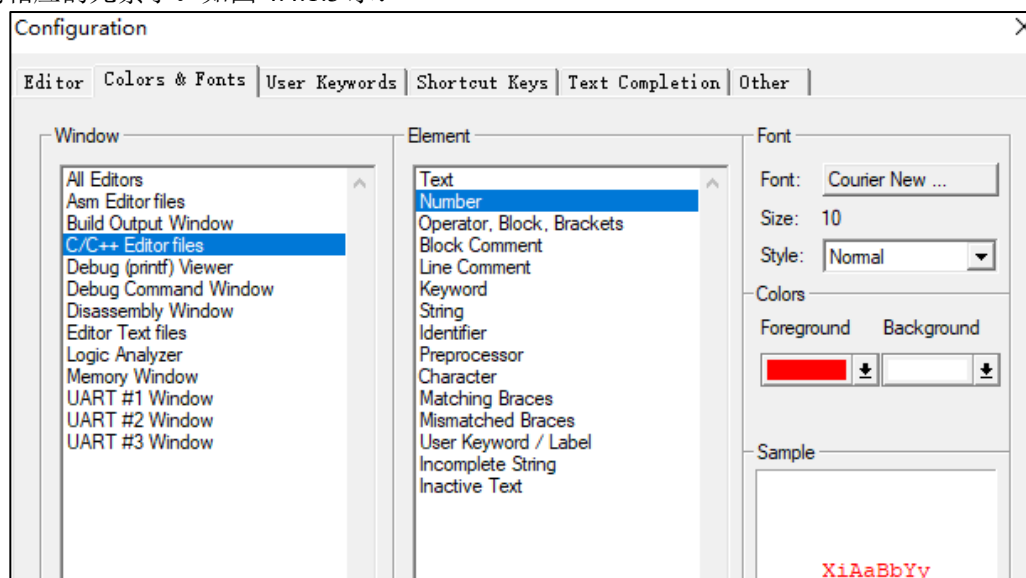 Configuration
Editor Colors & Fonts User Keywords Shortcut Keys Text Completion Other
Window
All Editors
Asm Editor files
Build Output Window
C/C++ Editor files
Debug (printf) Viewer
Debug Command Window
Disassembly Window
Editor Text files
Logic Analyzer
Memory Window
UART #1 Window
UART #2 Window
UART #3 Window
Element
Text
Number
Operator, Block, Brackets
Block Comment
Line Comment
Keyword
String
Identifier
Preprocessor
Character
Matching Braces
Mismatched Braces
User Keyword / Label
Incomplete String
Inactive Text
Font
Font: Courier New ...
Size: 10
Style: Normal
Colors
Foreground Background
Sample
XiAaBbYy